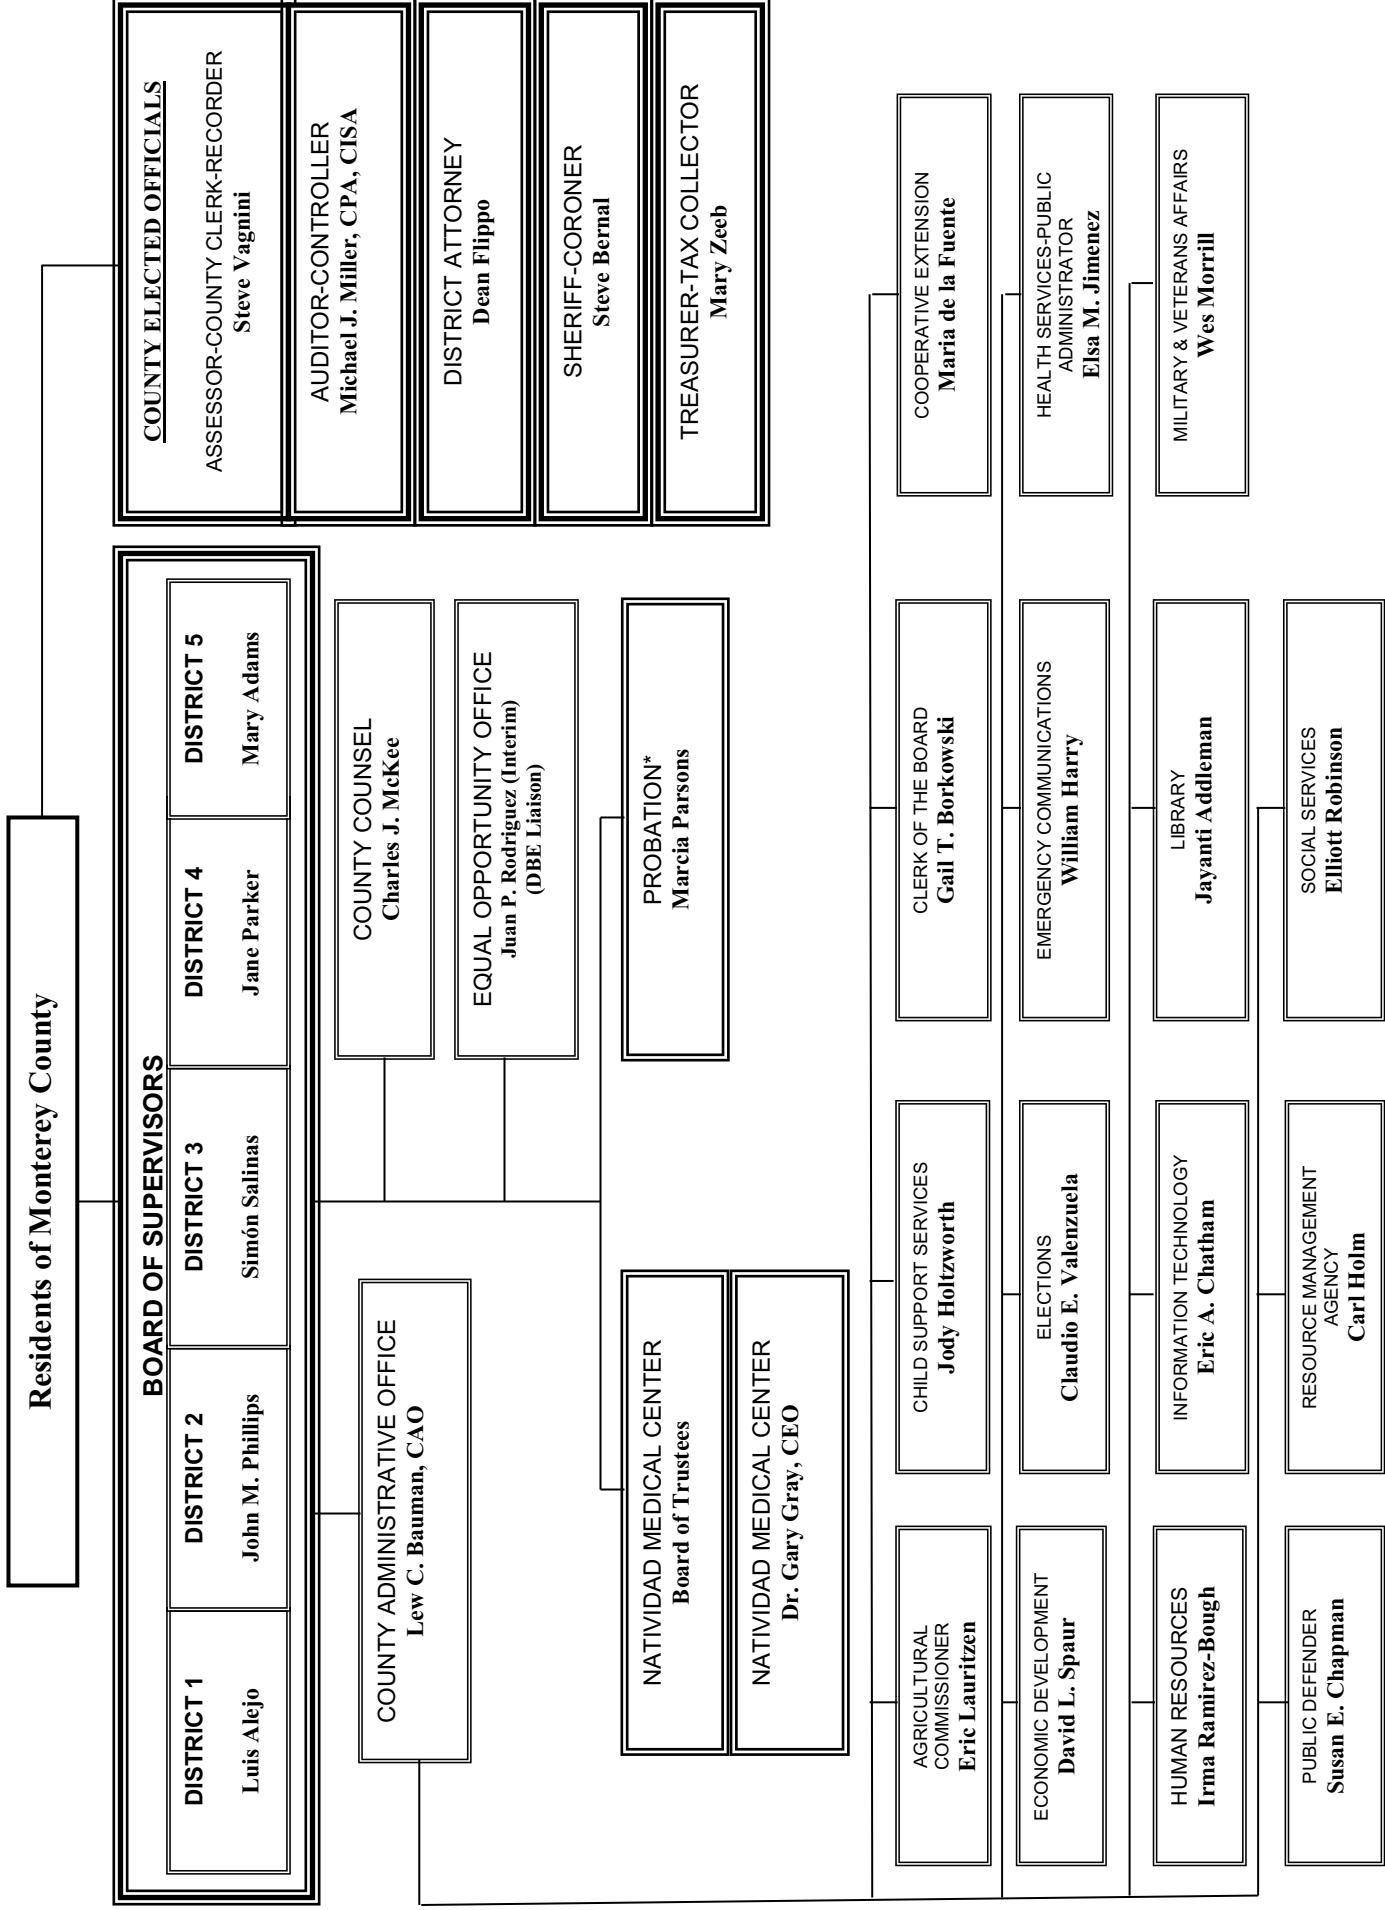 Residents of Monterey County
BOARD OF SUPERVISORS
DISTRICT 1
Luis Alejo
DISTRICT 2
John M. Phillips
DISTRICT 3
Simón Salinas
DISTRICT 4
Jane Parker
DISTRICT 5
Mary Adams
COUNTY ELECTED OFFICIALS
ASSESSOR-COUNTY CLERK-RECORDER
Steve Vagnini
AUDITOR-CONTROLLER
Michael J. Miller, CPA, CISA
DISTRICT ATTORNEY
Dean Flippo
SHERIFF-CORONER
Steve Bernal
TREASURER-TAX COLLECTOR
Mary Zeeb
COUNTY ADMINISTRATIVE OFFICE
Lew C. Bauman, CAO
COUNTY COUNSEL
Charles J. McKee
EQUAL OPPORTUNITY OFFICE
Juan P. Rodriguez (Interim)
(DBE Liaison)
NATIVIDAD MEDICAL CENTER
Board of Trustees
NATIVIDAD MEDICAL CENTER
Dr. Gary Gray, CEO
PROBATION*
Marcia Parsons
AGRICULTURAL
COMMISSIONER
Eric Lauritzen
CHILD SUPPORT SERVICES
Jody Holtzworth
CLERK OF THE BOARD
Gail T. Borkowski
COOPERATIVE EXTENSION
Maria de la Fuente
ECONOMIC DEVELOPMENT
David L. Spaur
ELECTIONS
Claudio E. Valenzuela
EMERGENCY COMMUNICATIONS
William Harry
HEALTH SERVICES-PUBLIC
ADMINISTRATOR
Elsa M. Jimenez
HUMAN RESOURCES
Irma Ramirez-Bough
INFORMATION TECHNOLOGY
Eric A. Chatham
LIBRARY
Jayanti Addleman
MILITARY & VETERANS AFFAIRS
Wes Morrill
PUBLIC DEFENDER
Susan E. Chapman
RESOURCE MANAGEMENT
AGENCY
Carl Holm
SOCIAL SERVICES
Elliott Robinson